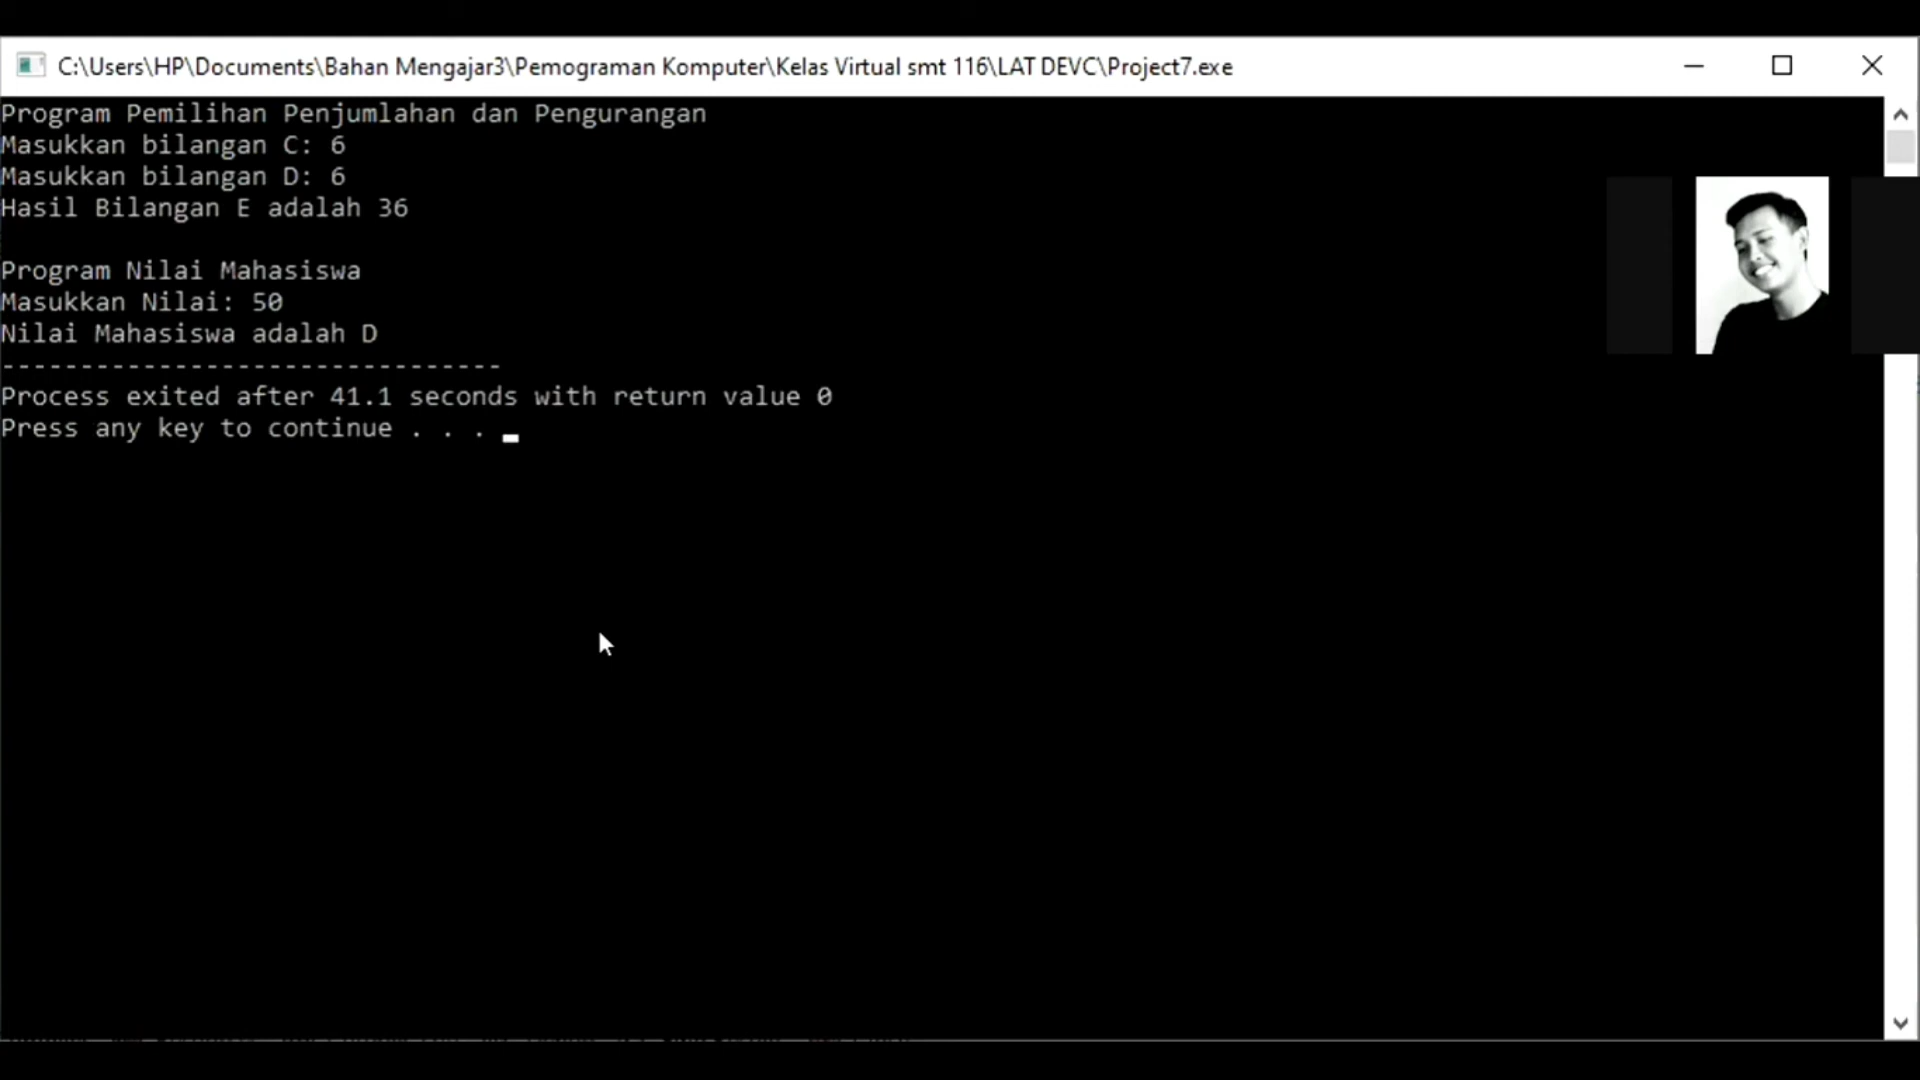 C:\Users\HP\Documents\Bahan Mengajar3\Pemograman Komputer\Kelas Virtual smt 116\LAT DEVC\Project7.exe
Program Pemilihan Penjumlahan dan Pengurangan
Masukkan bilangan C: 6
Masukkan bilangan D: 6
Hasil Bilangan E adalah 36
Program Nilai Mahasiswa
Masukkan Nilai: 50
Nilai Mahasiswa adalah D
--------------------------------
Process exited after 41.1 seconds with return value 0
Press any key to continue . . .